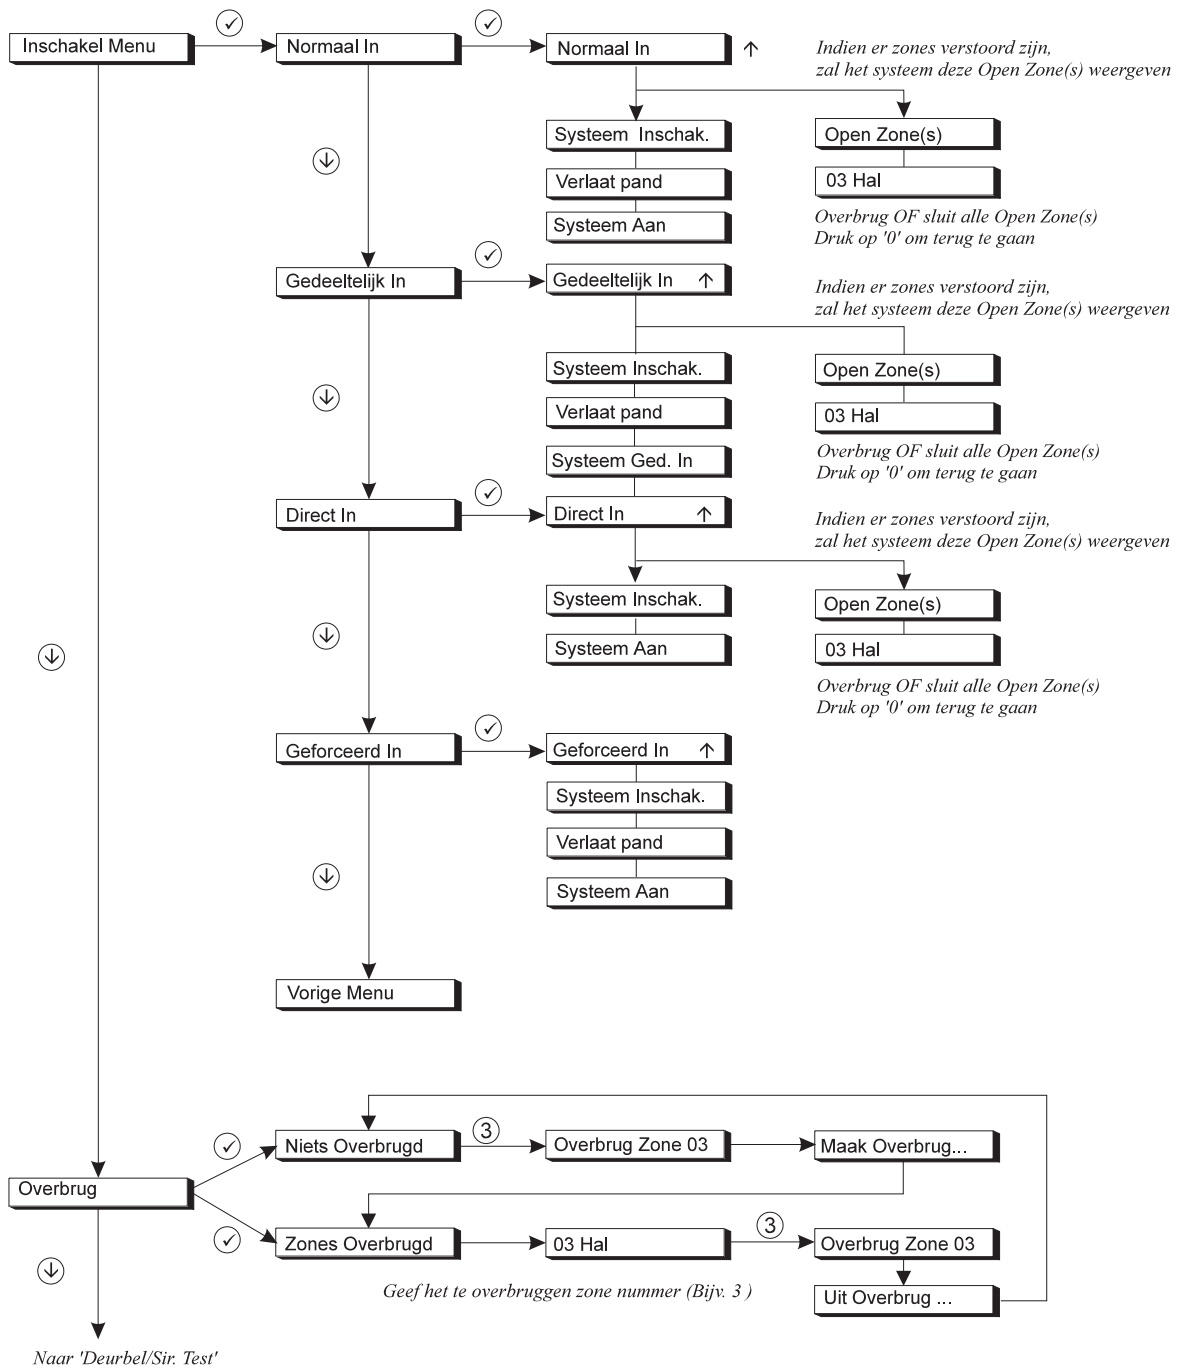 Inschakel Menu
Normaal In
Normaal In
Indien er zones verstoord zijn,
zal het systeem deze Open Zone(s) weergeven
Systeem Inschak.
Open Zone(s)
Verlaat pand
03 Hal
Systeem Aan
Overbrug OF sluit alle Open Zone(s)
Druk op '0' om terug te gaan
Gedeeltelijk In
Gedeeltelijk In
Indien er zones verstoord zijn,
zal het systeem deze Open Zone(s) weergeven
Systeem Inschak.
Open Zone(s)
Verlaat pand
03 Hal
Systeem Ged. In
Overbrug OF sluit alle Open Zone(s)
Druk op '0' om terug te gaan
Direct In
Direct In
Indien er zones verstoord zijn,
zal het systeem deze Open Zone(s) weergeven
Systeem Inschak.
Open Zone(s)
Systeem Aan
03 Hal
Overbrug OF sluit alle Open Zone(s)
Druk op '0' om terug te gaan
Geforceerd In
Geforceerd In
Systeem Inschak.
Verlaat pand
Systeem Aan
Vorige Menu
Niets Overbrugd
3
Overbrug Zone 03
Maak Overbrug...
Overbrug
Zones Overbrugd
03 Hal
3
Overbrug Zone 03
Geef het te overbruggen zone nummer (Bijv. 3 )
Uit Overbrug ...
Naar 'Deurbel/Sir. Test'